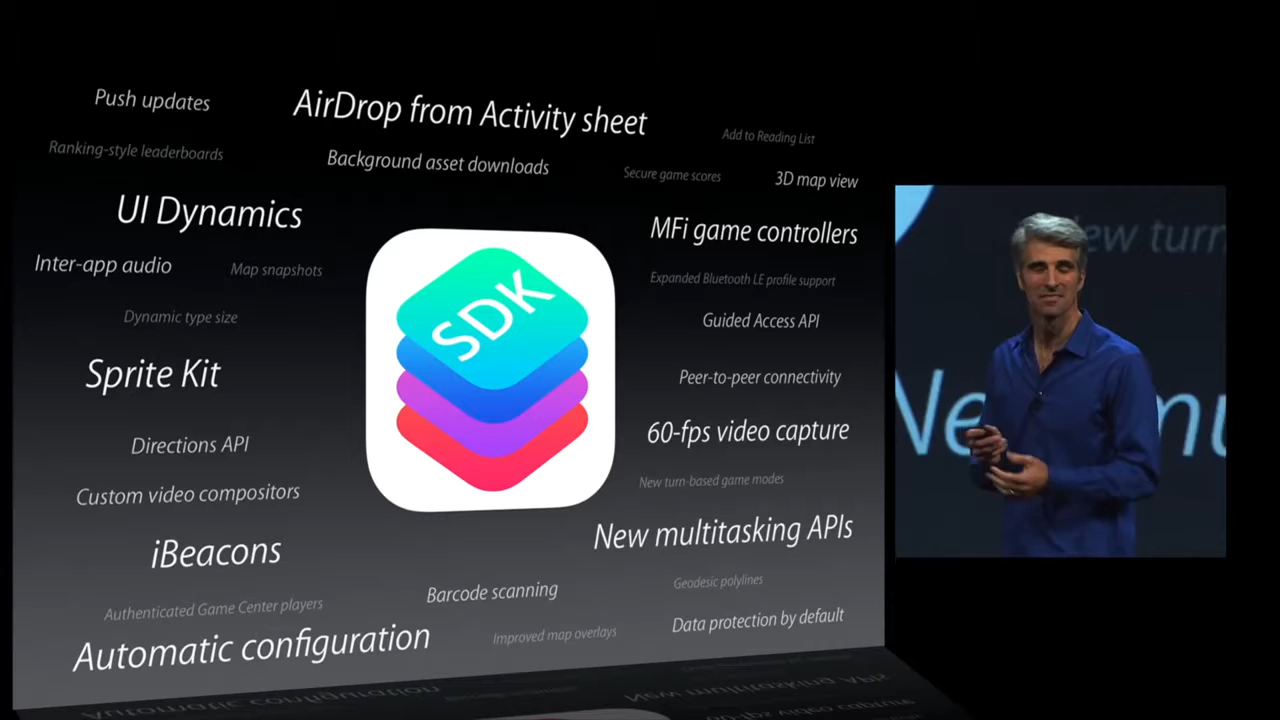 Push updates
AirDrop from Activity sheet
Add to Reading List
Ranking-style leaderboards
Background asset downloads
Secure game scores
3D map view
UI Dynamics
MFi game controllers
Inter-app audio
Map snapshots
Expanded Bluetooth LE profile support
Dynamic type size
SDK
Guided Access API
Sprite Kit
Peer-to-peer connectivity
Directions API
60-fps video capture
Custom video compositors
New turn-based game modes
iBeacons
New multitasking APIs
Barcode scanning
Geodesic polylines
Authenticated Game Center players
Automatic configuration
Improved map overlays
Data protection by default
New turn